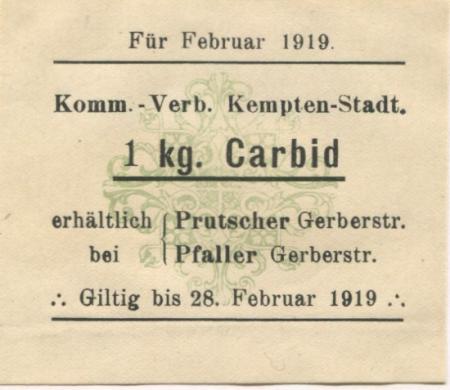 Für Februar 1919.
Komm.-Verb. Kempten-Stadt.
1 kg. Carbid
erhältlich { Prutscher Gerberstr.
bei { Pfaller Gerberstr.
∴ Giltig bis 28. Februar 1919 ∴